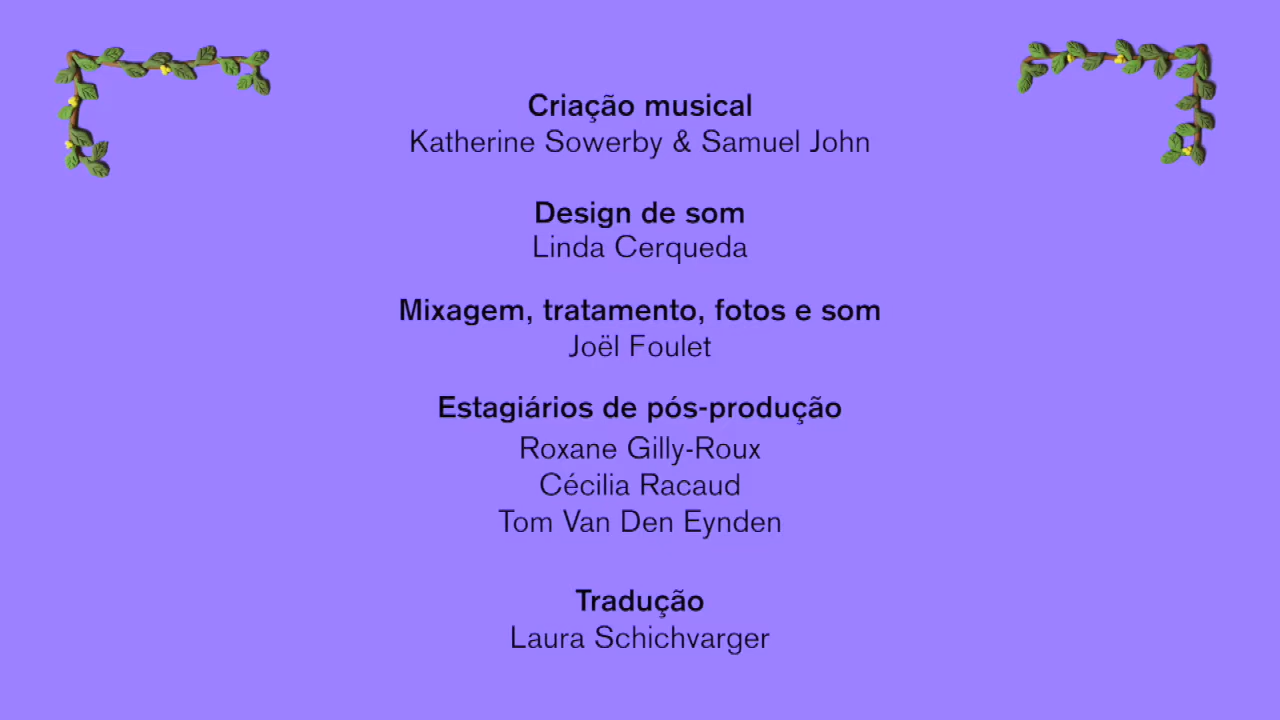 Criação musical
Katherine Sowerby & Samuel John
Design de som
Linda Cerqueda
Mixagem, tratamento, fotos e som
Joël Foulet
Estagiários de pós-produção
Roxane Gilly-Roux
Cécilia Racaud
Tom Van Den Eynden
Tradução
Laura Schichvarger